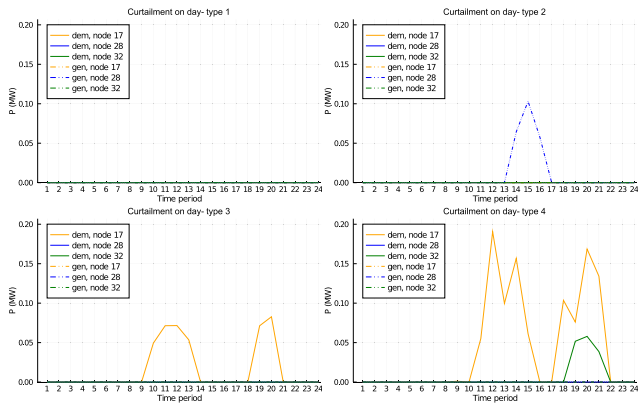 Curtailment on day- type 1
P (MW)
0.20
0.15
0.10
0.05
0.00
dem, node 17
dem, node 28
dem, node 32
gen, node 17
gen, node 28
gen, node 32
1 2 3 4 5 6 7 8 9 10 11 12 13 14 15 16 17 18 19 20 21 22 23 24
Time period
Curtailment on day- type 2
P (MW)
0.20
0.15
0.10
0.05
0.00
dem, node 17
dem, node 28
dem, node 32
gen, node 17
gen, node 28
gen, node 32
1 2 3 4 5 6 7 8 9 10 11 12 13 14 15 16 17 18 19 20 21 22 23 24
Time period
Curtailment on day- type 3
P (MW)
0.20
0.15
0.10
0.05
0.00
dem, node 17
dem, node 28
dem, node 32
gen, node 17
gen, node 28
gen, node 32
1 2 3 4 5 6 7 8 9 10 11 12 13 14 15 16 17 18 19 20 21 22 23 24
Time period
Curtailment on day- type 4
P (MW)
0.20
0.15
0.10
0.05
0.00
dem, node 17
dem, node 28
dem, node 32
gen, node 17
gen, node 28
gen, node 32
1 2 3 4 5 6 7 8 9 10 11 12 13 14 15 16 17 18 19 20 21 22 23 24
Time period